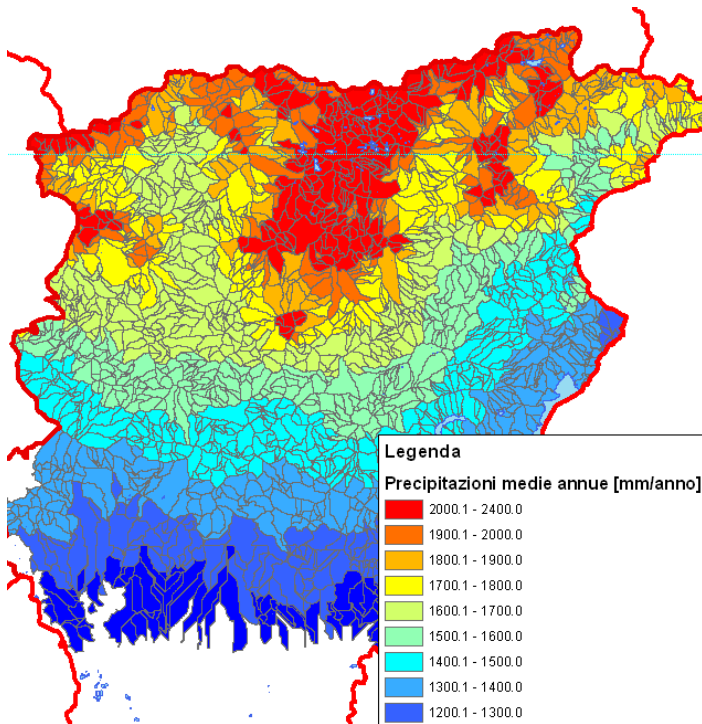 Legenda
Precipitazioni medie annue [mm/anno]
2000.1 - 2400.0
1900.1 - 2000.0
1800.1 - 1900.0
1700.1 - 1800.0
1600.1 - 1700.0
1500.1 - 1600.0
1400.1 - 1500.0
1300.1 - 1400.0
1200.1 - 1300.0